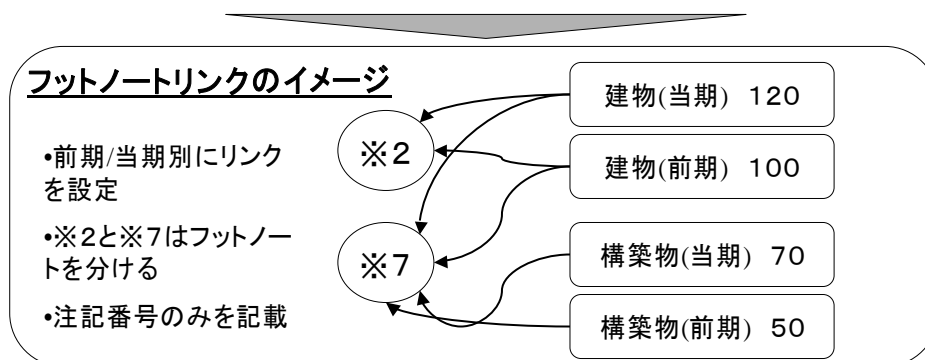 フットノートリンクのイメージ
•前期/当期別にリンク
を設定
•※2と※7はフットノー
トを分ける
•注記番号のみを記載
※2
※7
建物(当期) 120
建物(前期) 100
構築物(当期) 70
構築物(前期) 50